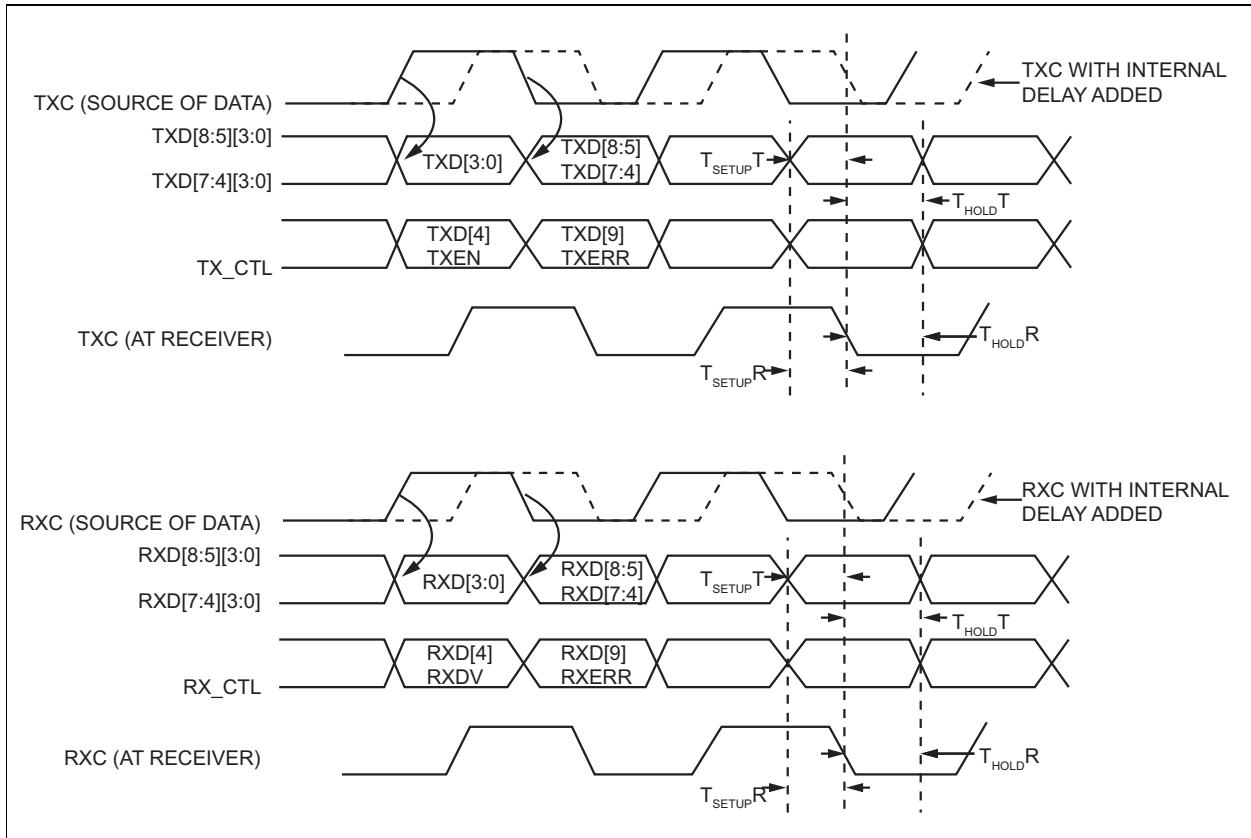 TXC WITH INTERNAL
DELAY ADDED
TXC (SOURCE OF DATA)
TXD[8:5][3:0]
TXD[3:0]
TXD[8:5]
TXD[7:4]
TSETUPT
TXD[7:4][3:0]
THOLDT
TXD[4]
TXEN
TXD[9]
TXERR
TX_CTL
TXC (AT RECEIVER)
THOLDR
TSETUPR
RXC WITH INTERNAL
DELAY ADDED
RXC (SOURCE OF DATA)
RXD[8:5][3:0]
RXD[3:0]
RXD[8:5]
RXD[7:4]
TSETUPT
RXD[7:4][3:0]
THOLDT
RXD[4]
RXDV
RXD[9]
RXERR
RX_CTL
RXC (AT RECEIVER)
THOLDR
TSETUPR